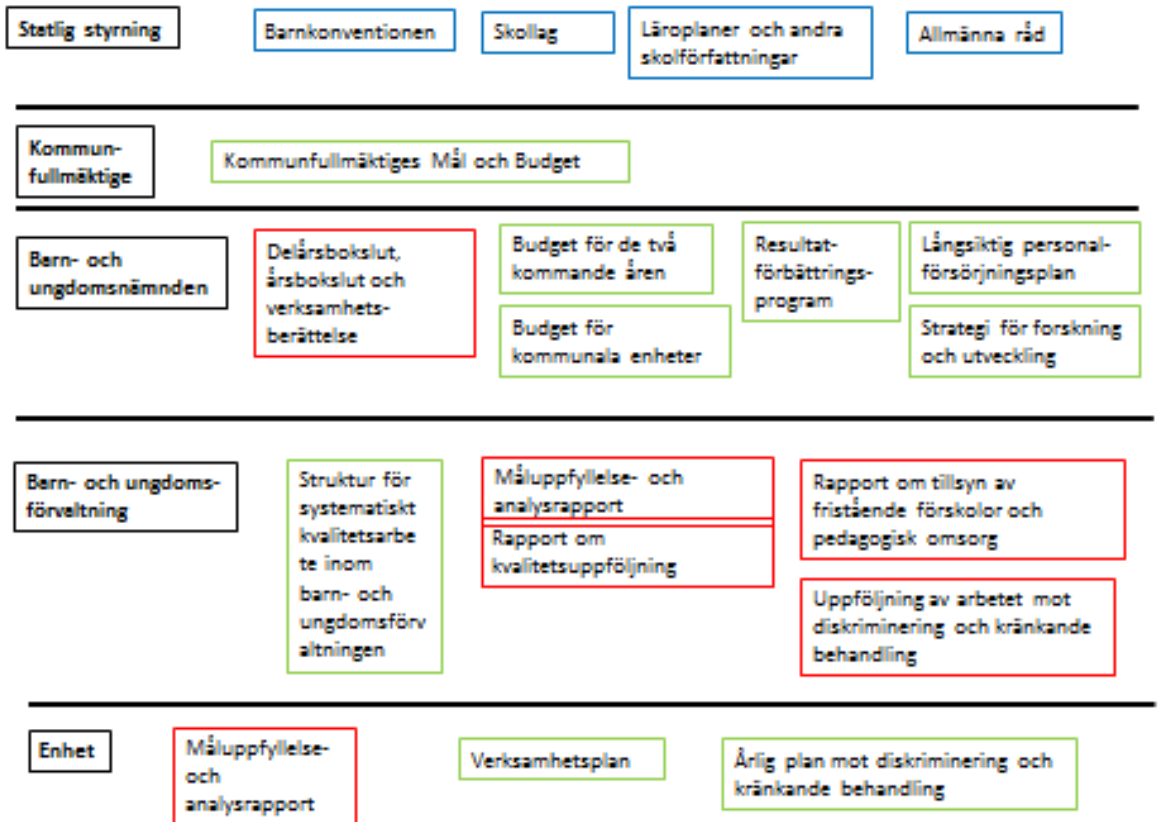 Statlig styrning
Barnkonventionen
Skollag
Läroplaner och andra
skolförfattningar
Allmänna råd
Kommun-
fullmäktige
Kommunfullmäktiges Mål och Budget
Barn- och
ungdomsnämnden
Delårsbokslut,
årsbokslut och
verksamhets-
berättelse
Budget för de två
kommande åren
Budget för
kommunala enheter
Resultat-
förbättrings-
program
Långsiktig personal-
försörjningsplan
Strategi för forskning
och utveckling
Barn- och ungdoms-
förvaltning
Struktur för
systematiskt
kvalitetsarbe
te inom
barn- och
ungdomsförv
altningen
Måluppfyllelse- och
analysrapport
Rapport om
kvalitetsuppföljning
Rapport om tillsyn av
fristående förskolor och
pedagogisk omsorg
Uppföljning av arbetet mot
diskriminering och kränkande
behandling
Enhet
Måluppfyllelse-
och
analysrapport
Verksamhetsplan
Årlig plan mot diskriminering och
kränkande behandling